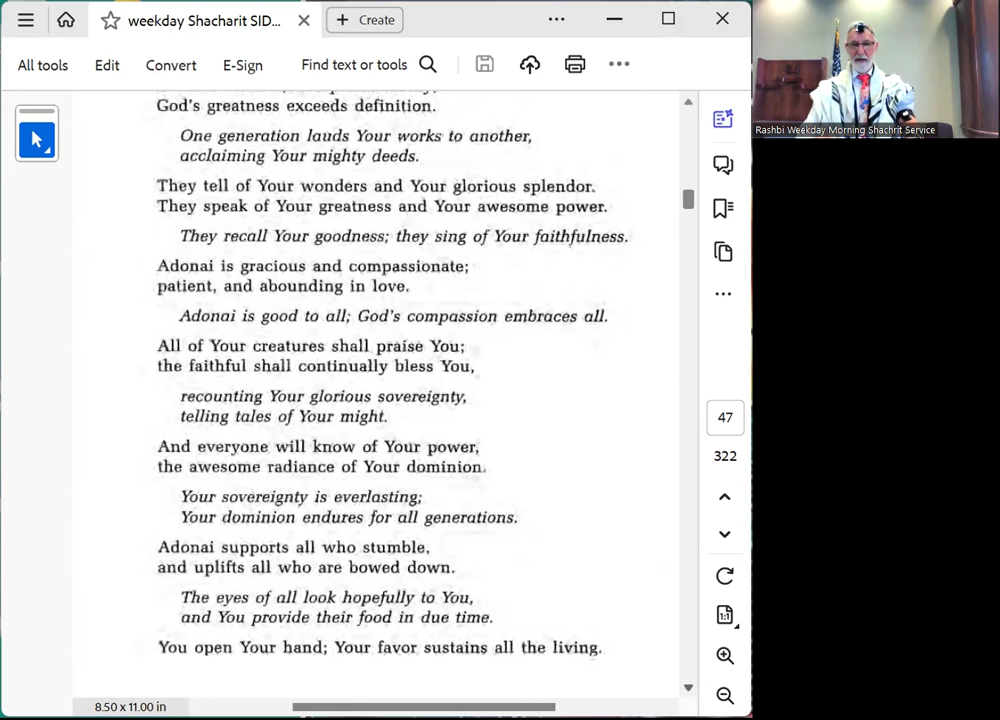 weekday Shacharit SID...
Create
All tools
Edit
Convert
E-Sign
Find text or tools
God's greatness exceeds definition.
One generation lauds Your works to another,
acclaiming Your mighty deeds.
They tell of Your wonders and Your glorious splendor.
They speak of Your greatness and Your awesome power.
They recall Your goodness; they sing of Your faithfulness.
Adonai is gracious and compassionate;
patient, and abounding in love.
Adonai is good to all; God's compassion embraces all.
All of Your creatures shall praise You;
the faithful shall continually bless You,
recounting Your glorious sovereignty,
telling tales of Your might.
And everyone will know of Your power,
the awesome radiance of Your dominion.
Your sovereignty is everlasting;
Your dominion endures for all generations.
Adonai supports all who stumble,
and uplifts all who are bowed down.
The eyes of all look hopefully to You,
and You provide their food in due time.
You open Your hand; Your favor sustains all the living.
8.50 x 11.00 in
47
322
1:1
Rashbi Weekday Morning Shachrit Service